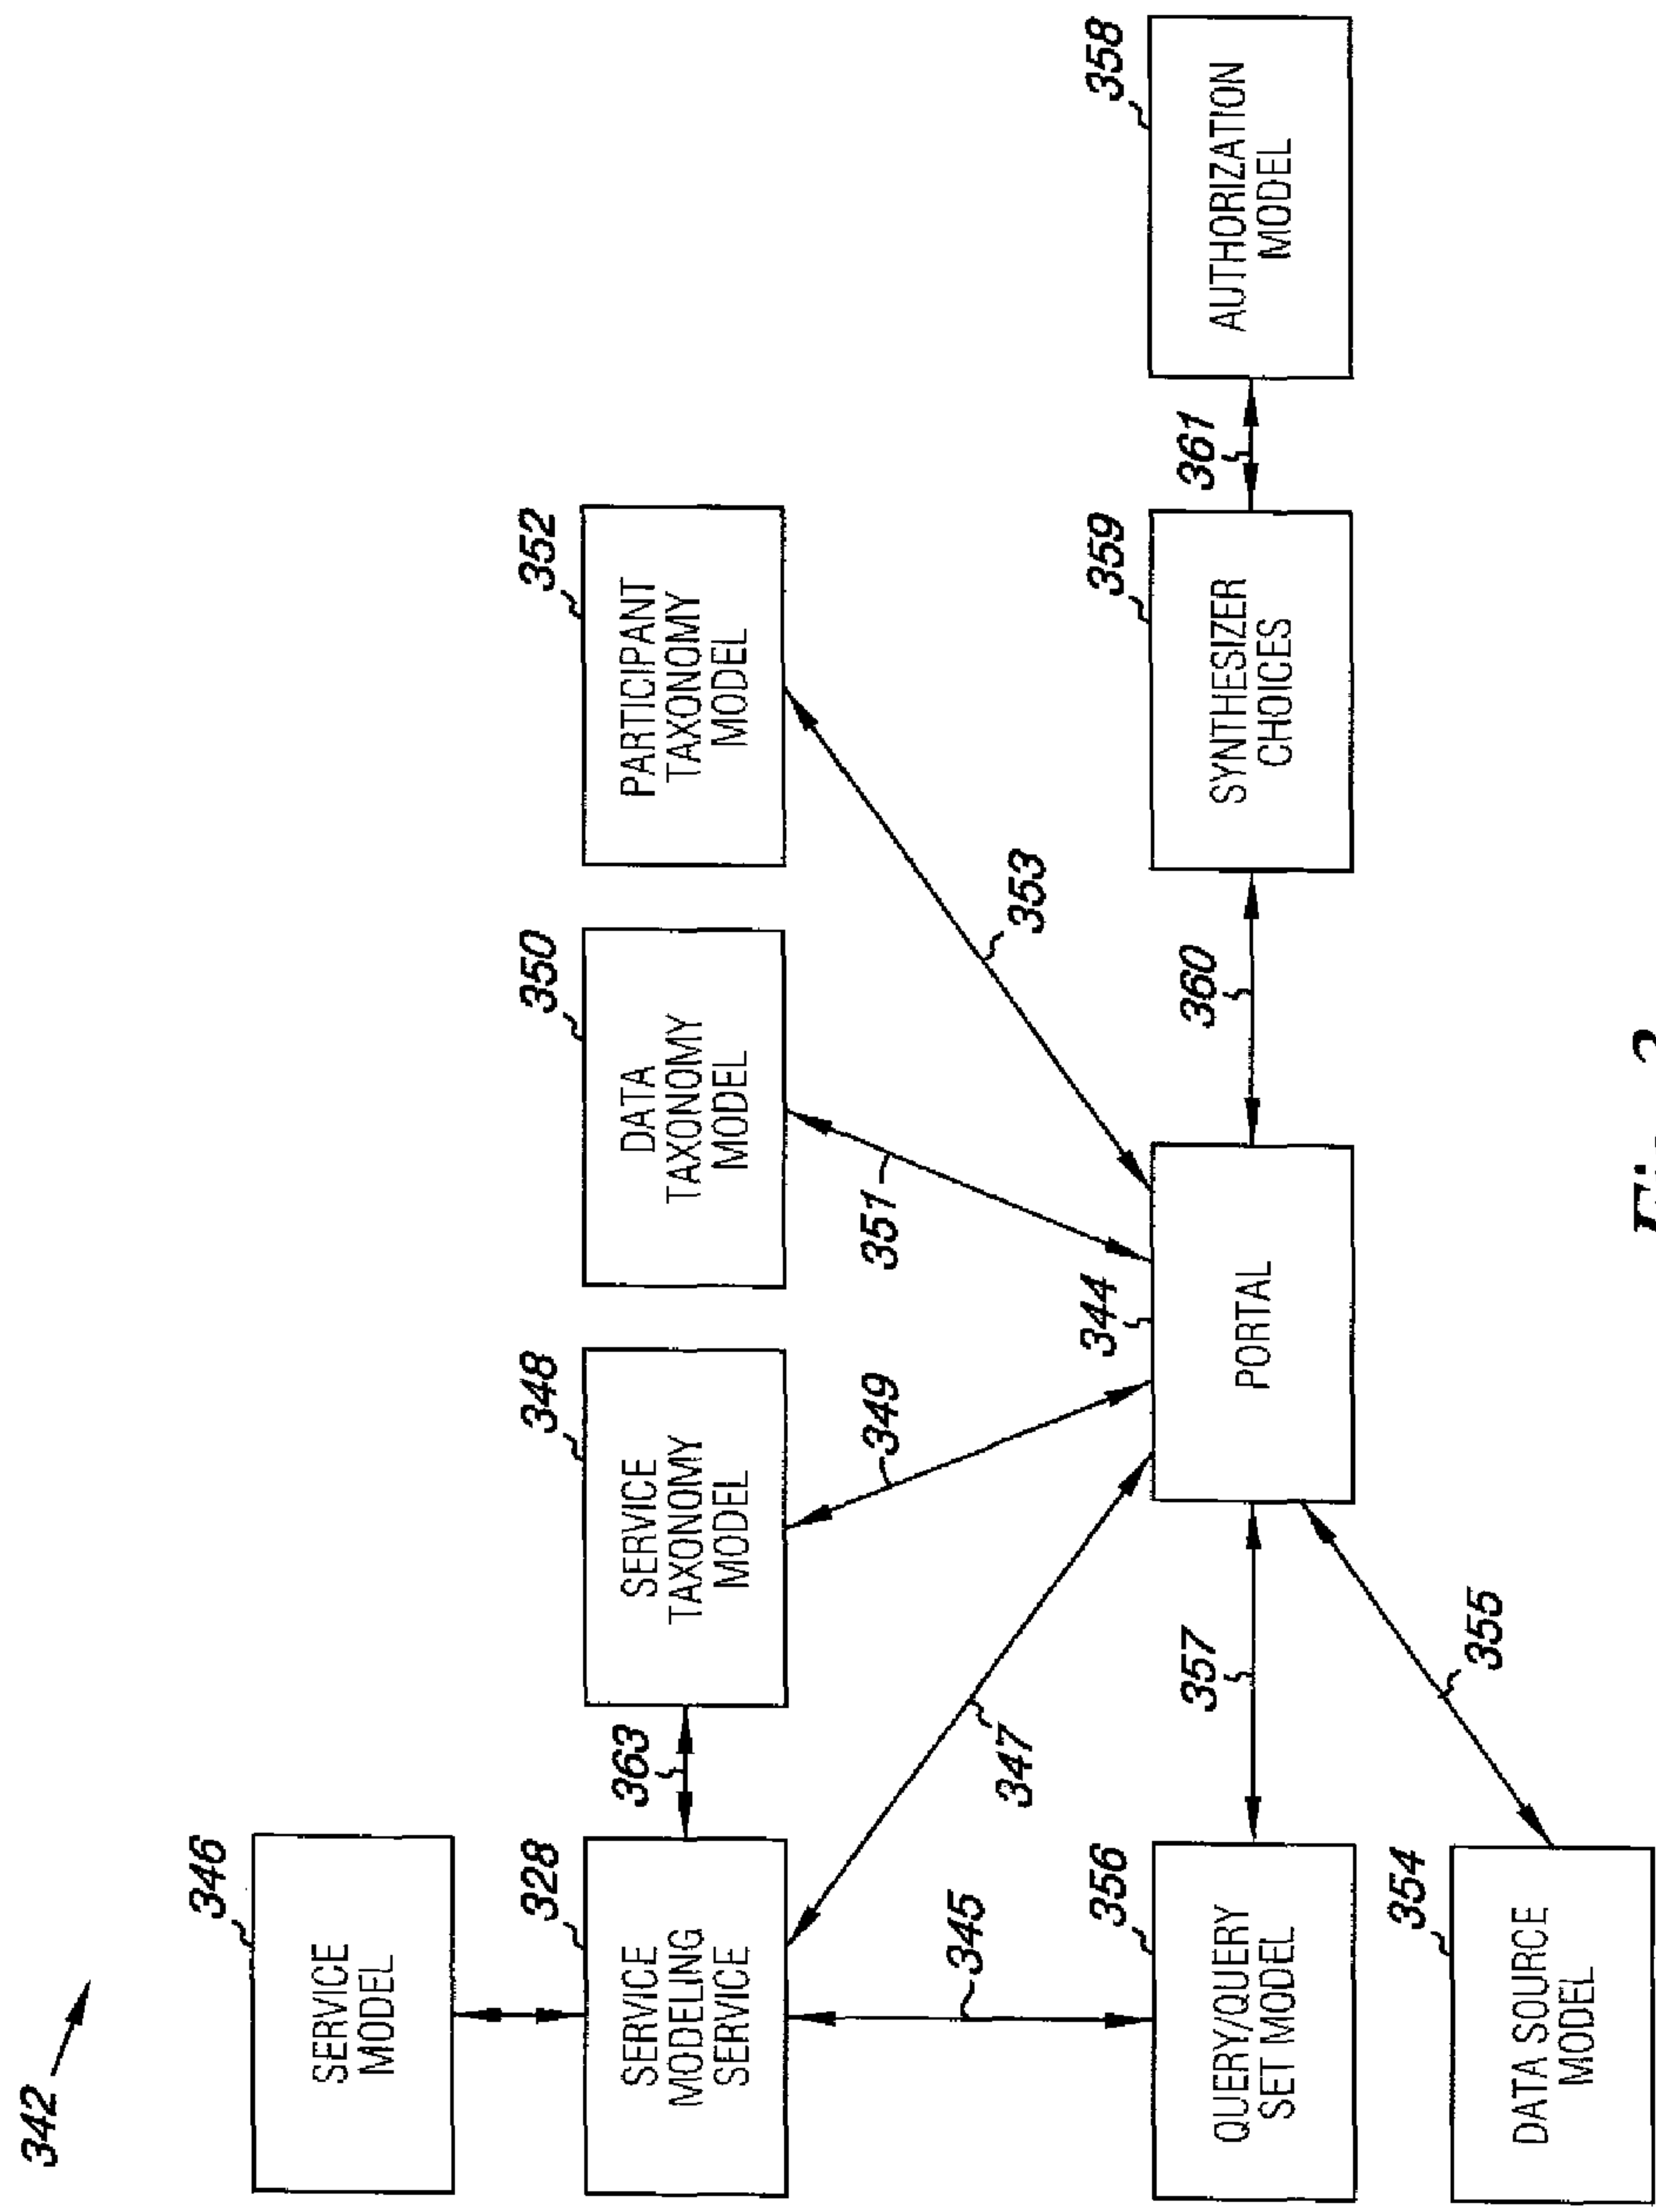 342
346
SERVICE
MODEL
328
SERVICE
MODELING
SERVICE
363
348
SERVICE
TAXONOMY
MODEL
350
DATA
TAXONOMY
MODEL
352
PARTICIPANT
TAXONOMY
MODEL
345
347
349
351
353
356
QUERY/QUERY
SET MODEL
357
344
PORTAL
360
359
SYNTHESIZER
CHOICES
361
358
AUTHORIZATION
MODEL
354
DATA SOURCE
MODEL
355